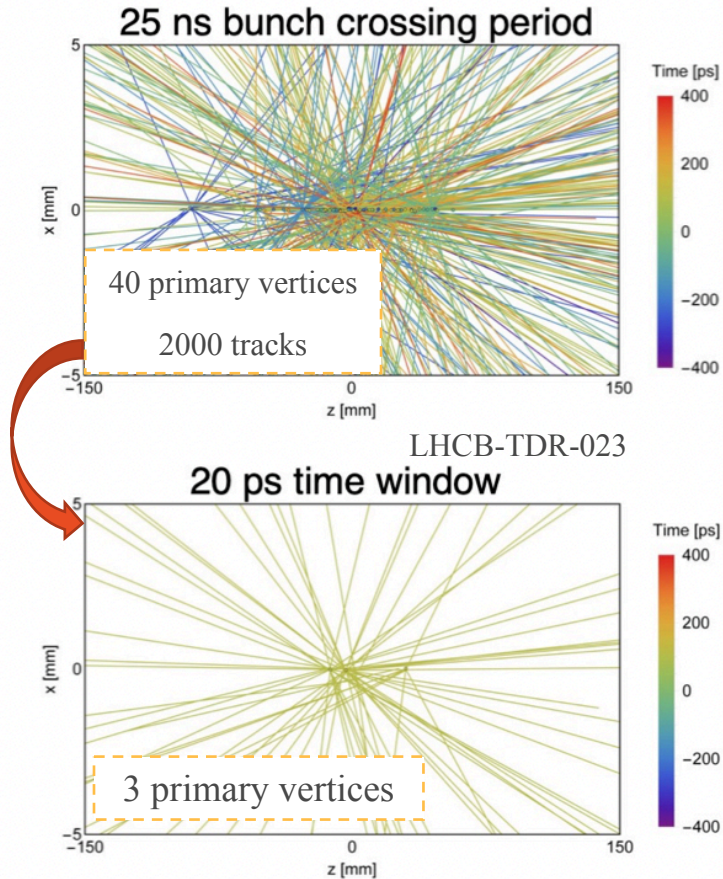 25 ns bunch crossing period
5
Time [ps]
400
200
x [mm]
0
0
40 primary vertices
−200
2000 tracks
−400
−5
−150
0
150
z [mm]
LHCB-TDR-023
20 ps time window
5
Time [ps]
400
200
x [mm]
0
0
−200
3 primary vertices
−400
−5
−150
0
150
z [mm]